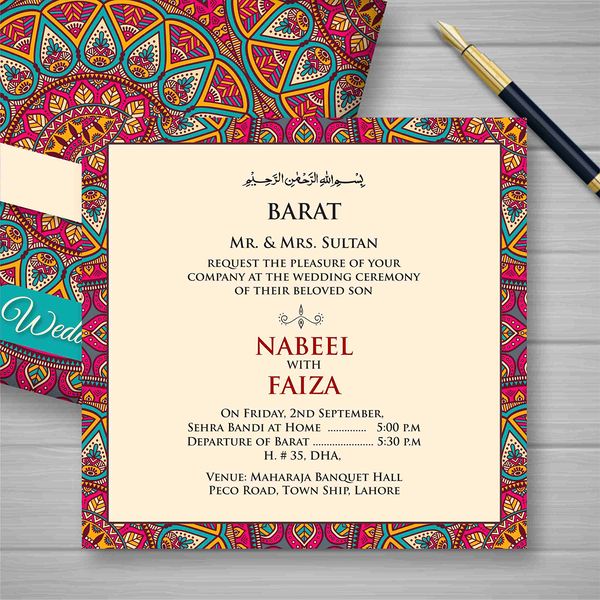 بِسْمِ اللهِ الرَّحْمٰنِ الرَّحِيْمِ
BARAT
MR. & MRS. SULTAN
REQUEST THE PLEASURE OF YOUR
COMPANY AT THE WEDDING CEREMONY
OF THEIR BELOVED SON
NABEEL
WITH
FAIZA
ON FRIDAY, 2ND SEPTEMBER,
SEHRA BANDI AT HOME .............. 5:00 P.M
DEPARTURE OF BARAT ..................... 5:30 P.M
H. # 35, DHA,
VENUE: MAHARAJA BANQUET HALL
PECO ROAD, TOWN SHIP, LAHORE